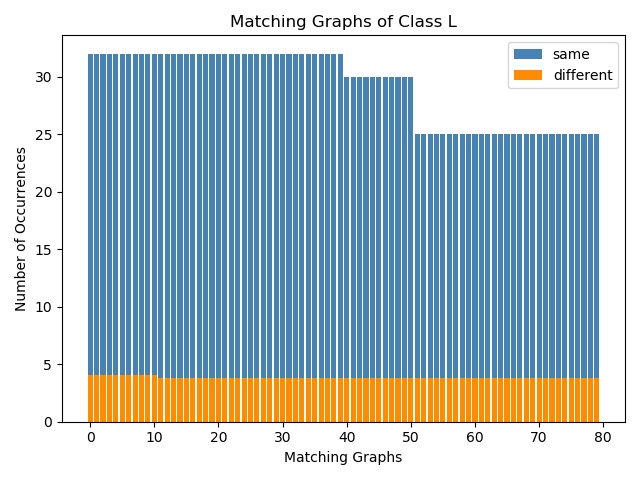 Matching Graphs of Class L
same
different
Number of Occurrences
30
25
20
15
10
5
0
0 10 20 30 40 50 60 70 80
Matching Graphs